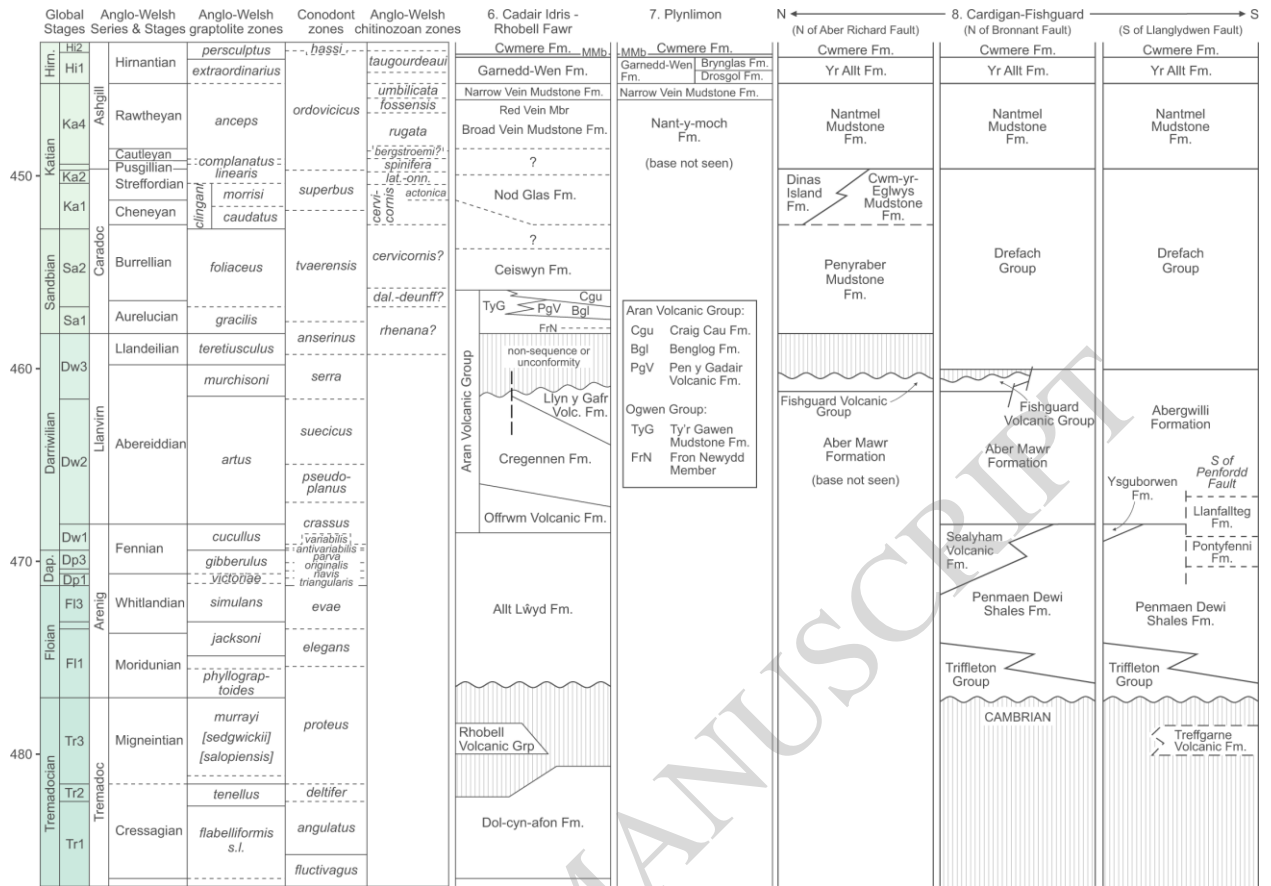 Global Stages
Anglo-Welsh Series & Stages
Anglo-Welsh graptolite zones
Conodont zones
Anglo-Welsh chitinozoan zones
6. Cadair Idris - Rhobell Fawr
7. Plynlimon
N
8. Cardigan-Fishguard
S
(N of Aber Richard Fault)
(N of Bronnant Fault)
(S of Llanglydwen Fault)
450
460
470
480
Hirn.
Katian
Sandbian
Darriwilian
Dap.
Floian
Tremadocian
Hi2
Hi1
Ka4
Ka2
Ka1
Sa2
Sa1
Dw3
Dw2
Dw1
Dp3
Dp1
Fl3
Fl1
Tr3
Tr2
Tr1
Ashgill
Caradoc
Llanvirn
Arenig
Tremadoc
Hirnantian
Rawtheyan
Cautleyan
Pusgillian
Streffordian
Cheneyan
Burrellian
Aurelucian
Llandeilian
Abereiddian
Fennian
Whitlandian
Moridunian
Migneintian
Cressagian
persculptus
extraordinarius
anceps
complanatus
linearis
clingani
morrisi
caudatus
foliaceus
gracilis
teretiusculus
murchisoni
artus
cucullus
gibberulus
victoriae
simulans
jacksoni
phyllograp-
toides
murrayi
[sedgwickii]
[salopiensis]
tenellus
flabelliformis
s.l.
hassi
ordovicicus
superbus
tvaerensis
anserinus
serra
suecicus
pseudo-
planus
crassus
variabilis
antivariabilis
parva
originalis
navis
triangularis
evae
elegans
proteus
deltifer
angulatus
fluctivagus
taugourdeaui
umbilicata
fossensis
rugata
bergstroemi?
spinifera
lat.-onn.
cervi-
cornis
actonica
cervicornis?
dal.-deunff?
rhenana?
Cwmere Fm.
MMb
Garnedd-Wen Fm.
Narrow Vein Mudstone Fm.
Red Vein Mbr
Broad Vein Mudstone Fm.
?
Nod Glas Fm.
?
Ceiswyn Fm.
TyG
PgV
Cgu
Bgl
FrN
Aran Volcanic Group
non-sequence or
unconformity
Llyn y Gafr
Volc. Fm.
Cregennen Fm.
Offrwm Volcanic Fm.
Allt Lŵyd Fm.
Rhobell
Volcanic Grp
Dol-cyn-afon Fm.
MMb
Cwmere Fm.
Garnedd-Wen
Fm.
Brynglas Fm.
Drosgol Fm.
Narrow Vein Mudstone Fm.
Nant-y-moch
Fm.
(base not seen)
Aran Volcanic Group:
Cgu Craig Cau Fm.
Bgl Benglog Fm.
PgV Pen y Gadair
Volcanic Fm.
Ogwen Group:
TyG Ty'r Gawen
Mudstone Fm.
FrN Fron Newydd
Member
Cwmere Fm.
Yr Allt Fm.
Nantmel
Mudstone
Fm.
Dinas
Island
Fm.
Cwm-yr-
Eglwys
Mudstone
Fm.
Penyraber
Mudstone
Fm.
Fishguard Volcanic
Group
Aber Mawr
Formation
(base not seen)
Cwmere Fm.
Yr Allt Fm.
Nantmel
Mudstone
Fm.
Drefach
Group
Fishguard
Volcanic Group
Aber Mawr
Formation
Sealyham
Volcanic
Fm.
Penmaen Dewi
Shales Fm.
Triffleton
Group
CAMBRIAN
Cwmere Fm.
Yr Allt Fm.
Nantmel
Mudstone
Fm.
Drefach
Group
Abergwilli
Formation
Ysguborwen
Fm.
S of
Penfordd
Fault
Llanfallteg
Fm.
Pontyfenni
Fm.
Penmaen Dewi
Shales Fm.
Triffleton
Group
Treffgarne
Volcanic Fm.
MANUSCRIPT